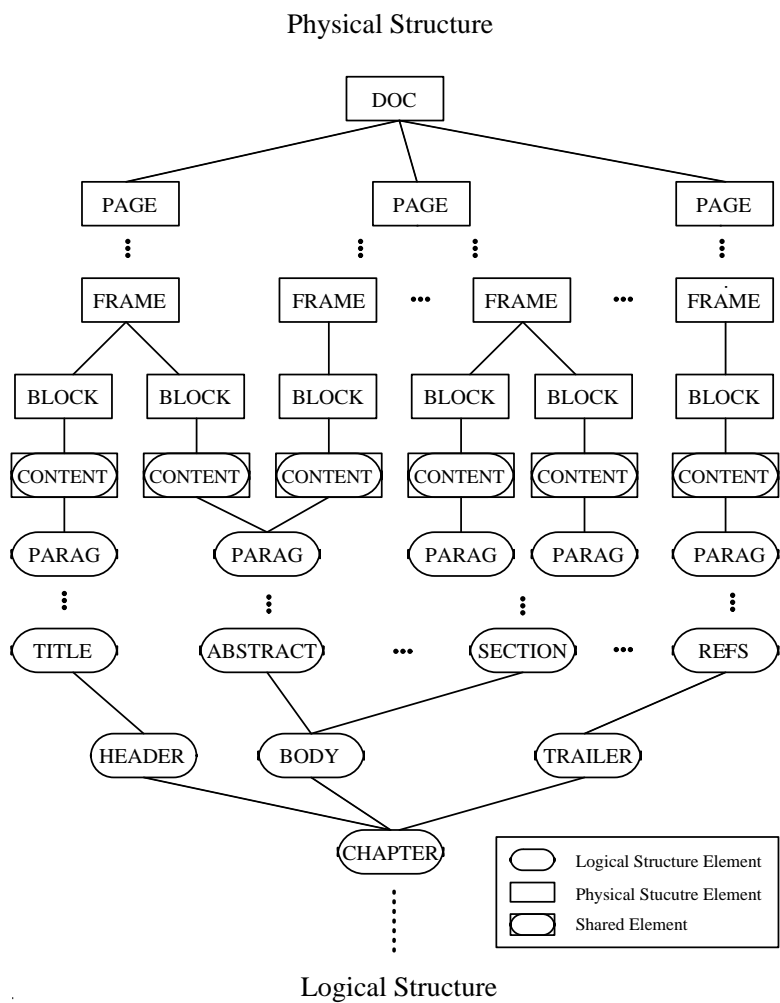 Physical Structure
DOC
PAGE PAGE PAGE
FRAME FRAME FRAME FRAME
BLOCK BLOCK BLOCK BLOCK BLOCK BLOCK
CONTENT CONTENT CONTENT CONTENT CONTENT CONTENT
PARAG PARAG PARAG PARAG PARAG
TITLE ABSTRACT SECTION REFS
HEADER BODY TRAILER
CHAPTER
Logical Structure Element
Physical Stucutre Element
Shared Element
Logical Structure